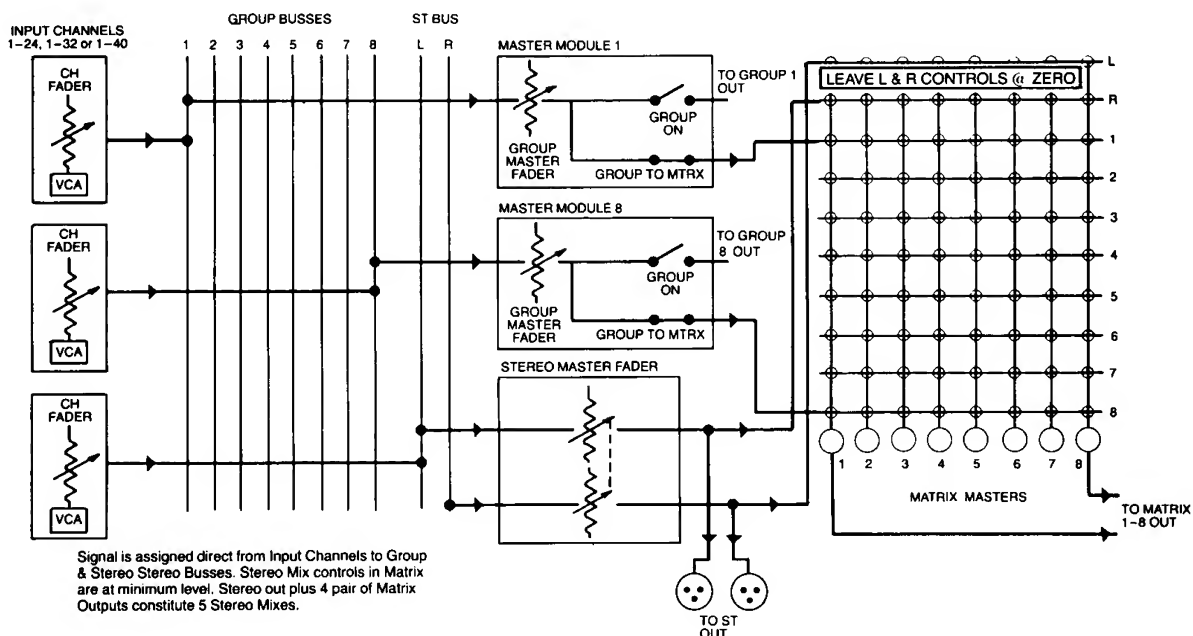 INPUT CHANNELS
1–24, 1–32 or 1–40
GROUP BUSSES
1 2 3 4 5 6 7 8
ST BUS
L R
CH
FADER
VCA
CH
FADER
VCA
CH
FADER
VCA
MASTER MODULE 1
GROUP
MASTER
FADER
GROUP
ON
GROUP TO MTRX
TO GROUP 1
OUT
MASTER MODULE 8
GROUP
MASTER
FADER
GROUP
ON
GROUP TO MTRX
TO GROUP
8 OUT
STEREO MASTER FADER
TO ST
OUT
LEAVE L & R CONTROLS @ ZERO
L
R
1
2
3
4
5
6
7
8
1 2 3 4 5 6 7 8
MATRIX MASTERS
TO MATRIX
1–8 OUT
Signal is assigned direct from Input Channels to Group
& Stereo Stereo Busses. Stereo Mix controls in Matrix
are at minimum level. Stereo out plus 4 pair of Matrix
Outputs constitute 5 Stereo Mixes.